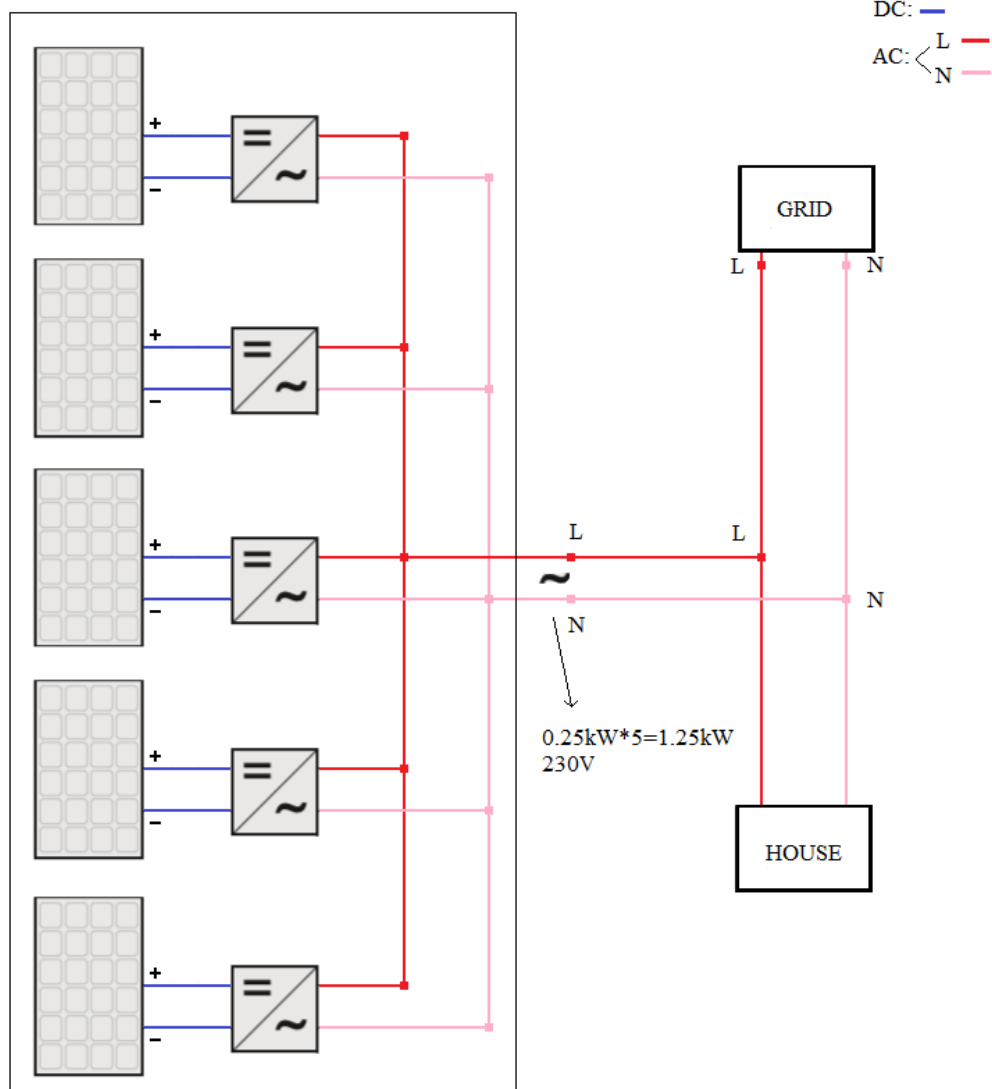 DC:
AC:
L
N
+
−
=
~
+
−
=
~
+
−
=
~
+
−
=
~
+
−
=
~
GRID
L
N
L
L
N
~
N
0.25kW*5=1.25kW
230V
HOUSE